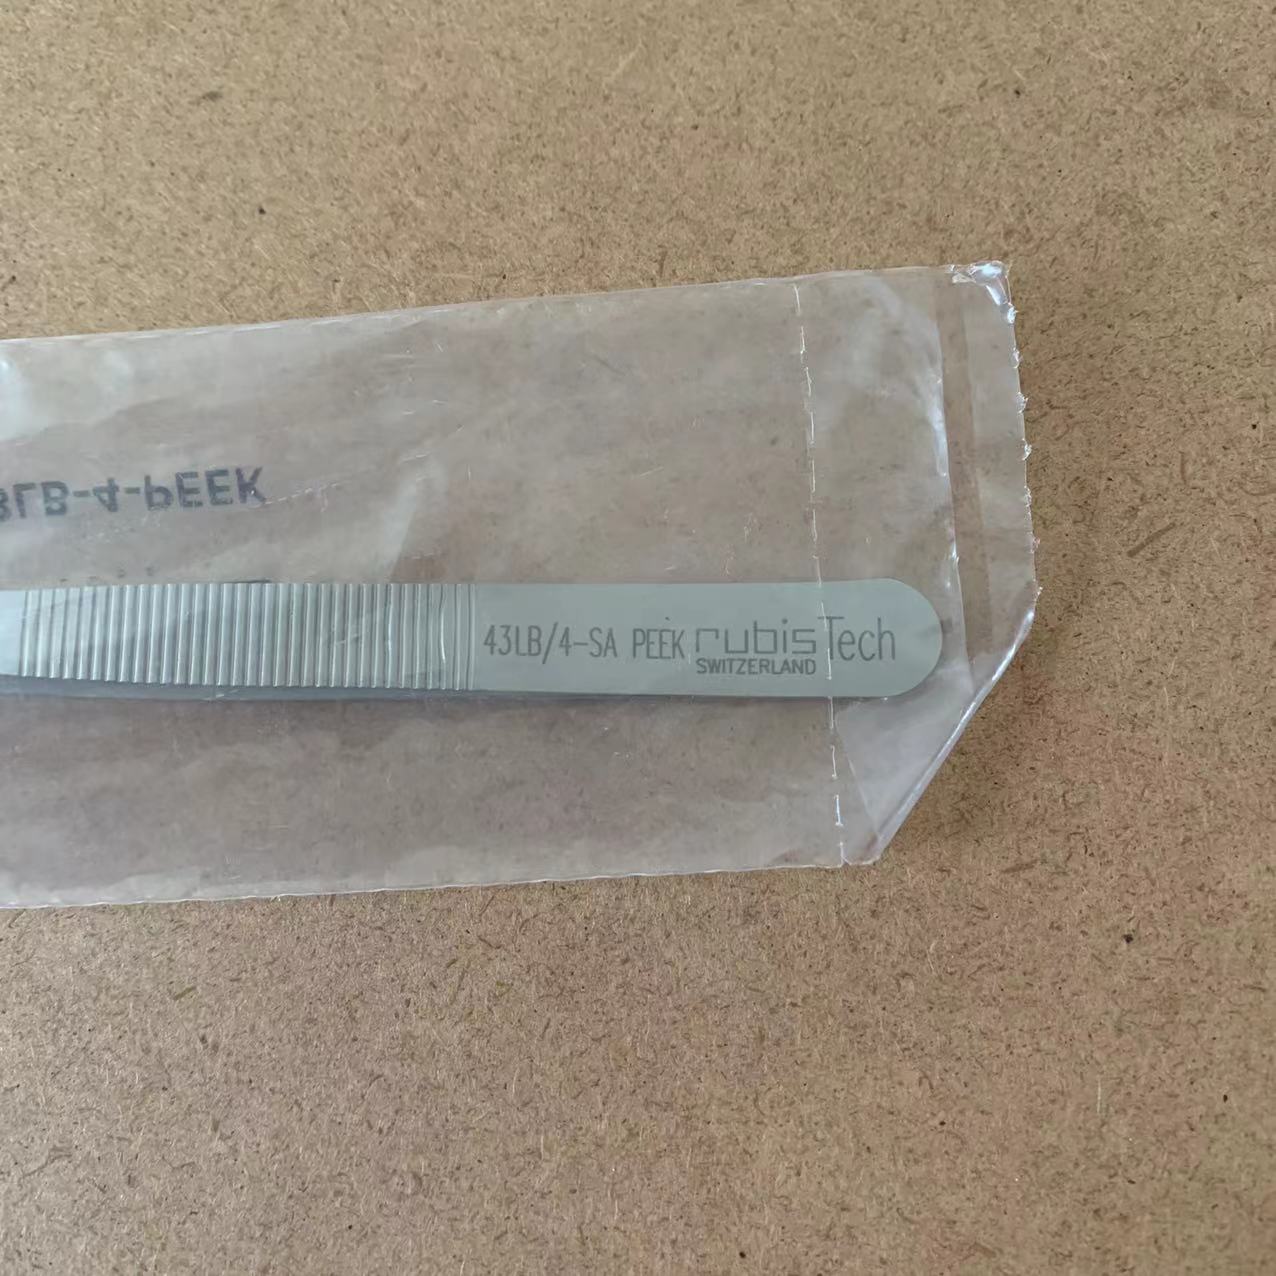 3LB-4-PEEK
43LB/4-SA PEEK rubisTech
SWITZERLAND